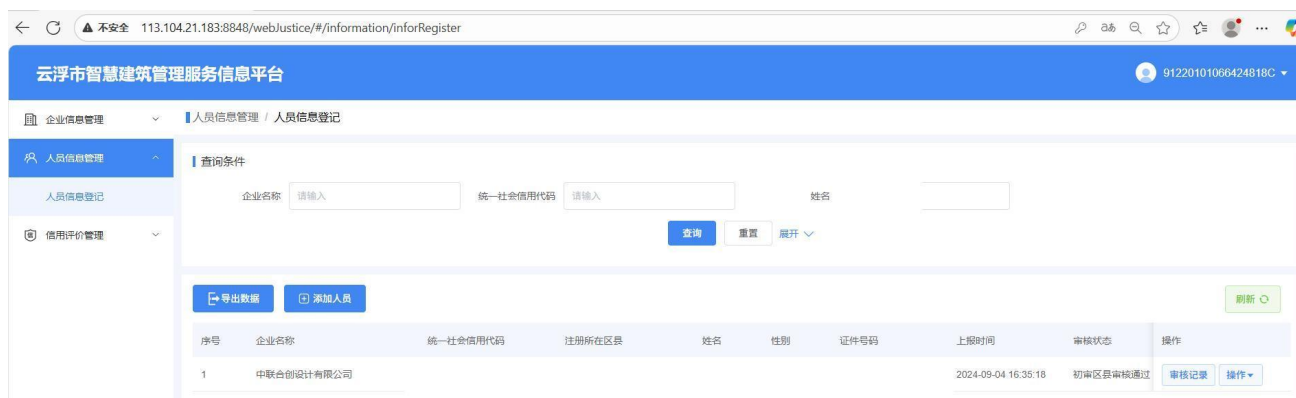 不安全 113.104.21.183:8848/webJustice/#/information/inforRegister
云浮市智慧建筑管理服务信息平台 91220101066424818C
企业信息管理
人员信息管理 / 人员信息登记
人员信息管理
查询条件
人员信息登记
企业名称 请输入 统一社会信用代码 请输入 姓名
信用评价管理
查询 重置 展开
导出数据 添加人员 刷新
序号 企业名称 统一社会信用代码 注册所在区县 姓名 性别 证件号码 上报时间 审核状态 操作
1 中联合创设计有限公司 2024-09-04 16:35:18 初审区县审核通过 审核记录 操作